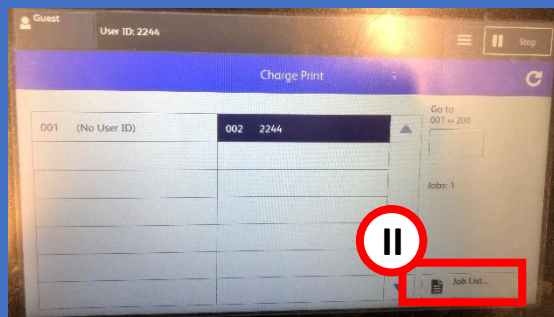 Guest
User ID: 2244
Stop
Charge Print
Go to
001 ⇔ 200
001 (No User ID)
002 2244
Jobs: 1
11
Job List...